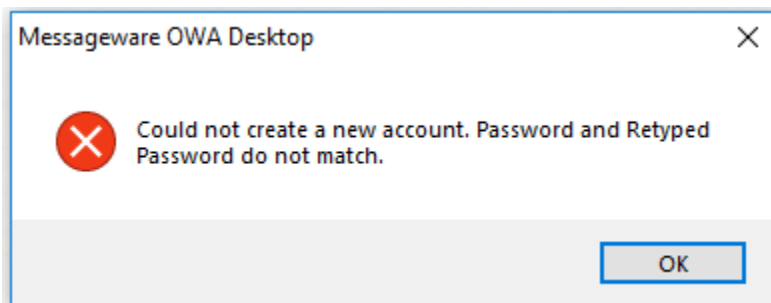 Messageware OWA Desktop
Could not create a new account. Password and Retyped
Password do not match.
OK